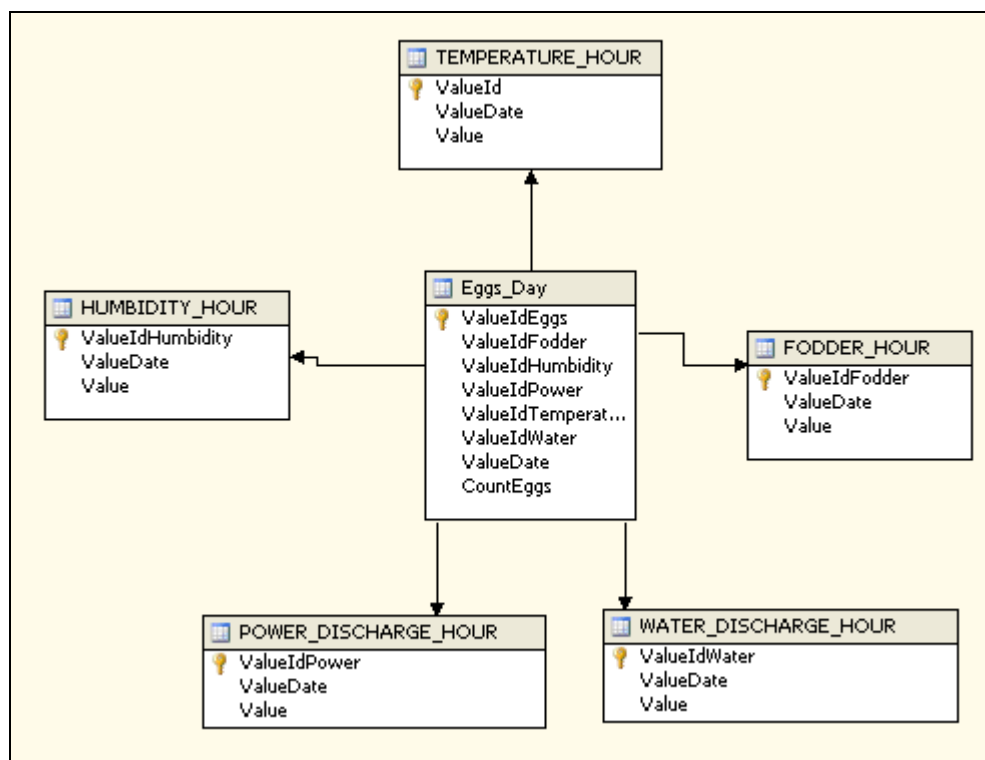 TEMPERATURE_HOUR
ValueId
ValueDate
Value
HUMBIDITY_HOUR
ValueIdHumbidity
ValueDate
Value
Eggs_Day
ValueIdEggs
ValueIdFodder
ValueIdHumbidity
ValueIdPower
ValueIdTemperat...
ValueIdWater
ValueDate
CountEggs
FODDER_HOUR
ValueIdFodder
ValueDate
Value
POWER_DISCHARGE_HOUR
ValueIdPower
ValueDate
Value
WATER_DISCHARGE_HOUR
ValueIdWater
ValueDate
Value